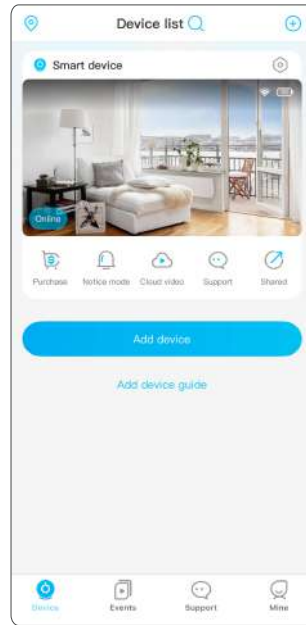 Device list
Smart device
Online
Purchase Notice mode Cloud video Support Shared
Add device
Add device guide
Device Events Support Mine